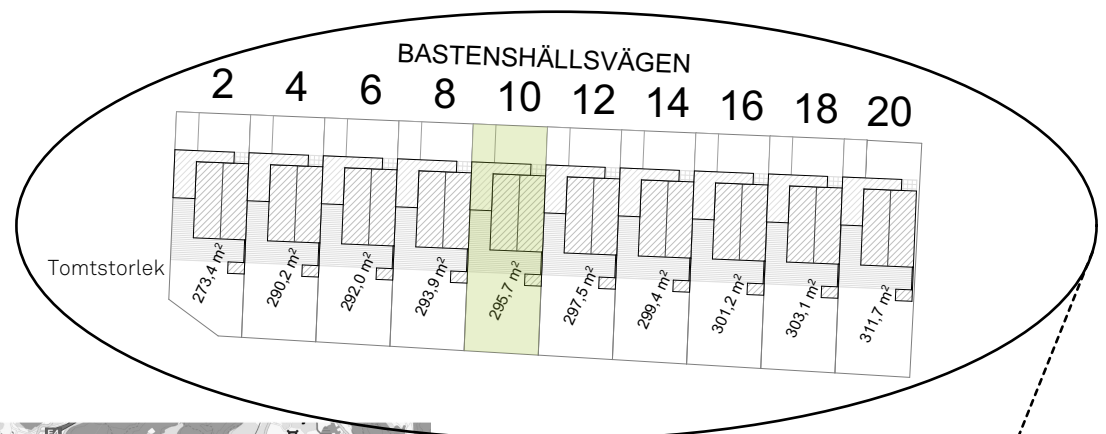 BASTENSHÄLLSVÄGEN
2 4 6 8 10 12 14 16 18 20
Tomtstorlek
273,4 m² 290,2 m² 292,0 m² 293,9 m² 295,7 m² 297,5 m² 299,4 m² 301,2 m² 303,1 m² 311,7 m²
E4